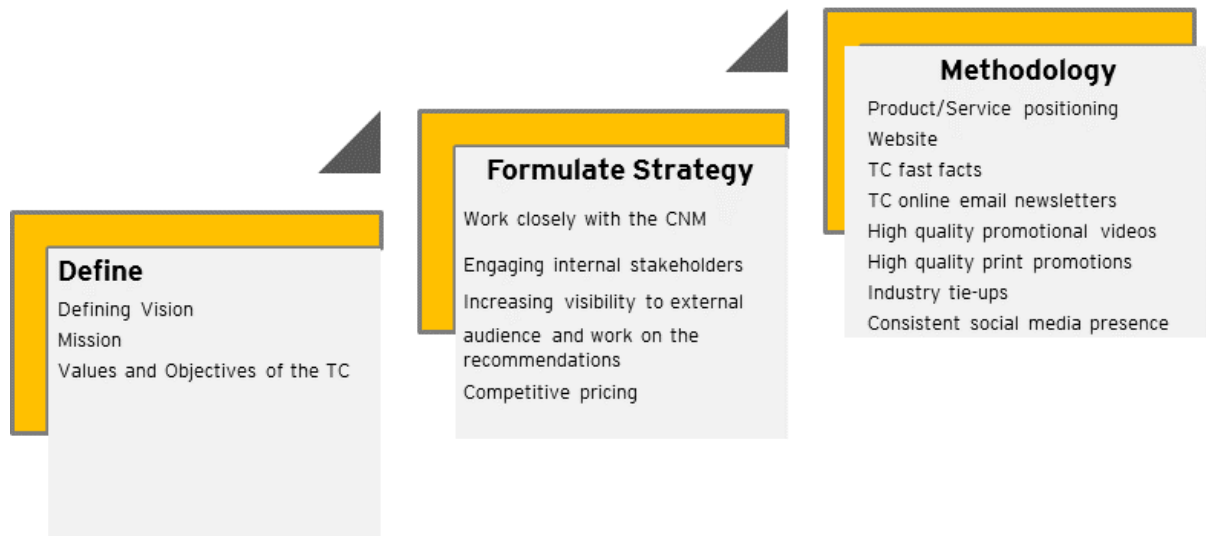 Define
Defining Vision
Mission
Values and Objectives of the TC
Formulate Strategy
Work closely with the CNM
Engaging internal stakeholders
Increasing visibility to external
audience and work on the
recommendations
Competitive pricing
Methodology
Product/Service positioning
Website
TC fast facts
TC online email newsletters
High quality promotional videos
High quality print promotions
Industry tie-ups
Consistent social media presence